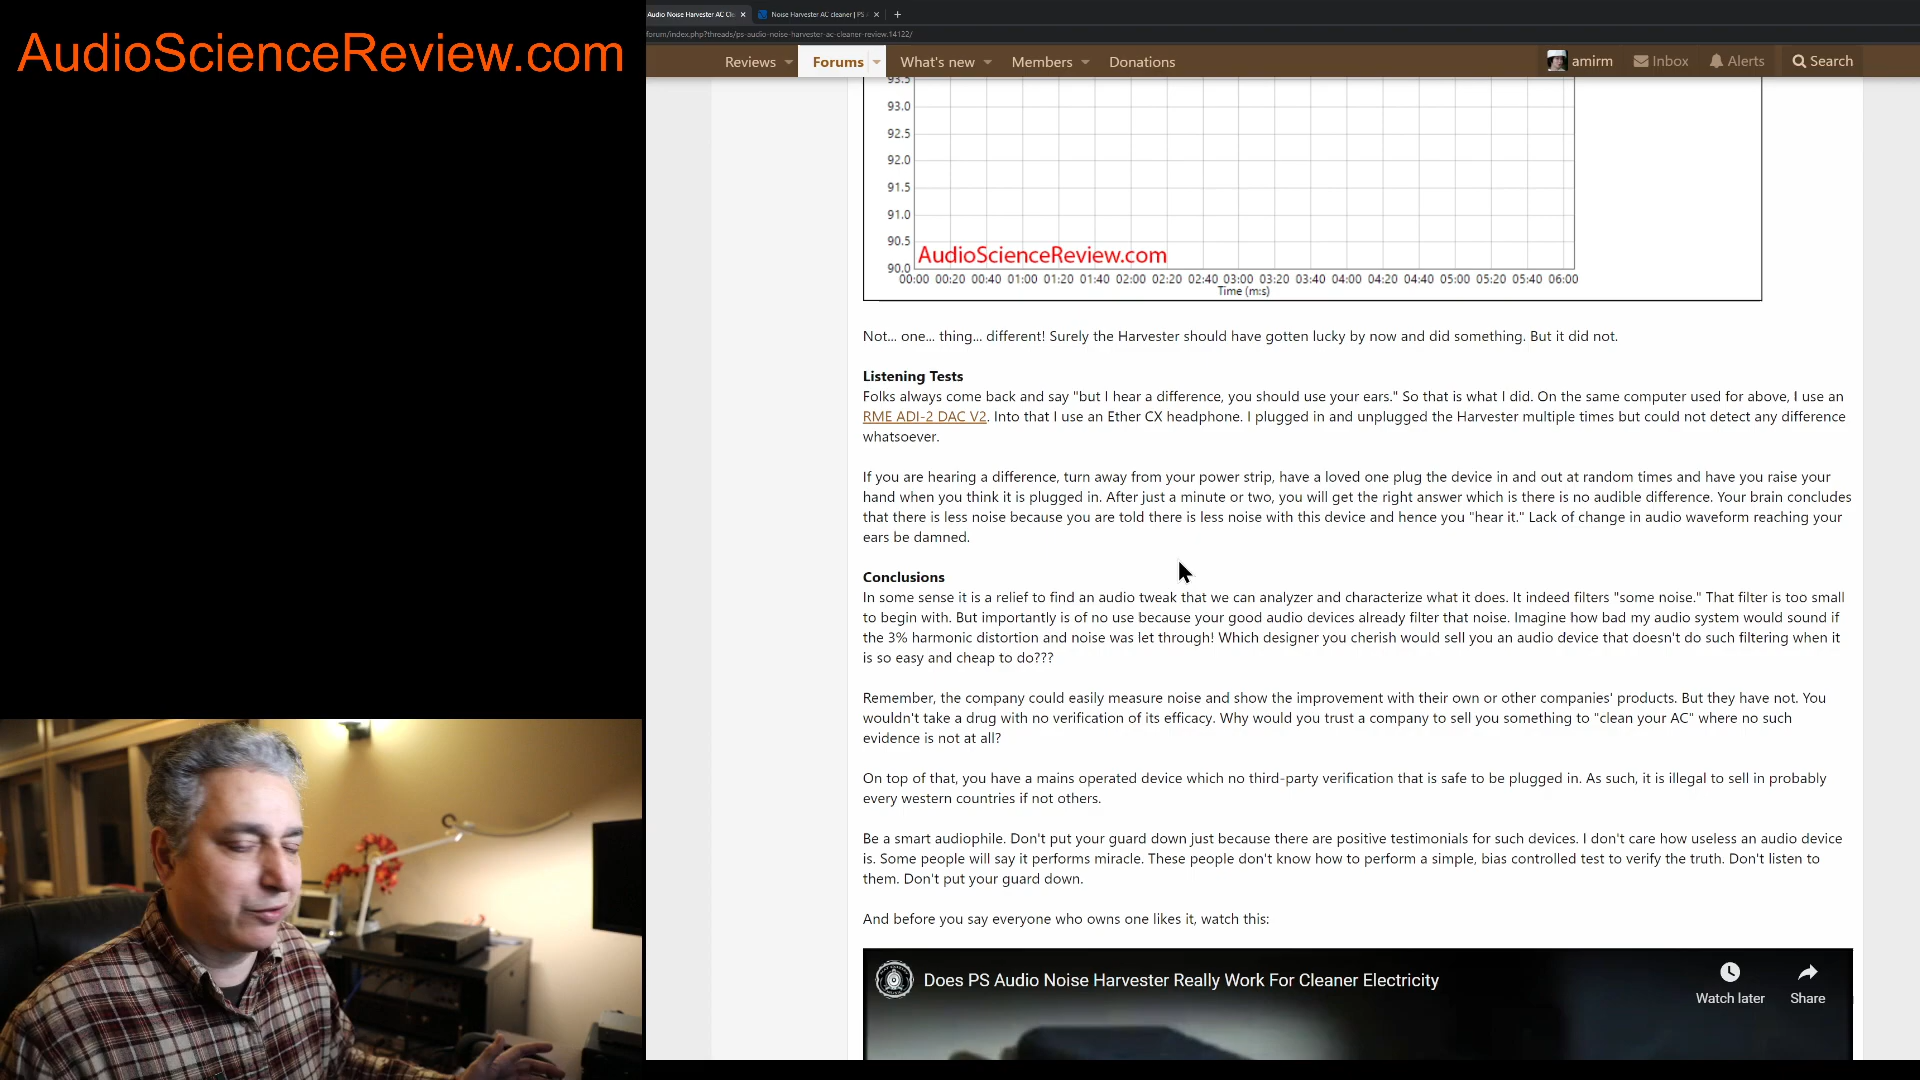 AudioScienceReview.com
Audio Noise Harvester AC Cle
Noise Harvester AC cleaner | PS
forum/index.php?threads/ps-audio-noise-harvester-ac-cleaner-review.14122/
Reviews Forums What's new Members Donations amirm Inbox Alerts Search
93.5
93.0
92.5
92.0
91.5
91.0
90.5
90.0
AudioScienceReview.com
00:00 00:20 00:40 01:00 01:20 01:40 02:00 02:20 02:40 03:00 03:20 03:40 04:00 04:20 04:40 05:00 05:20 05:40 06:00
Time (m:s)
Not... one... thing... different! Surely the Harvester should have gotten lucky by now and did something. But it did not.
Listening Tests
Folks always come back and say "but I hear a difference, you should use your ears." So that is what I did. On the same computer used for above, I use an
RME ADI-2 DAC V2. Into that I use an Ether CX headphone. I plugged in and unplugged the Harvester multiple times but could not detect any difference
whatsoever.
If you are hearing a difference, turn away from your power strip, have a loved one plug the device in and out at random times and have you raise your
hand when you think it is plugged in. After just a minute or two, you will get the right answer which is there is no audible difference. Your brain concludes
that there is less noise because you are told there is less noise with this device and hence you "hear it." Lack of change in audio waveform reaching your
ears be damned.
Conclusions
In some sense it is a relief to find an audio tweak that we can analyzer and characterize what it does. It indeed filters "some noise." That filter is too small
to begin with. But importantly is of no use because your good audio devices already filter that noise. Imagine how bad my audio system would sound if
the 3% harmonic distortion and noise was let through! Which designer you cherish would sell you an audio device that doesn't do such filtering when it
is so easy and cheap to do???
Remember, the company could easily measure noise and show the improvement with their own or other companies' products. But they have not. You
wouldn't take a drug with no verification of its efficacy. Why would you trust a company to sell you something to "clean your AC" where no such
evidence is not at all?
On top of that, you have a mains operated device which no third-party verification that is safe to be plugged in. As such, it is illegal to sell in probably
every western countries if not others.
Be a smart audiophile. Don't put your guard down just because there are positive testimonials for such devices. I don't care how useless an audio device
is. Some people will say it performs miracle. These people don't know how to perform a simple, bias controlled test to verify the truth. Don't listen to
them. Don't put your guard down.
And before you say everyone who owns one likes it, watch this:
Does PS Audio Noise Harvester Really Work For Cleaner Electricity
Watch later Share